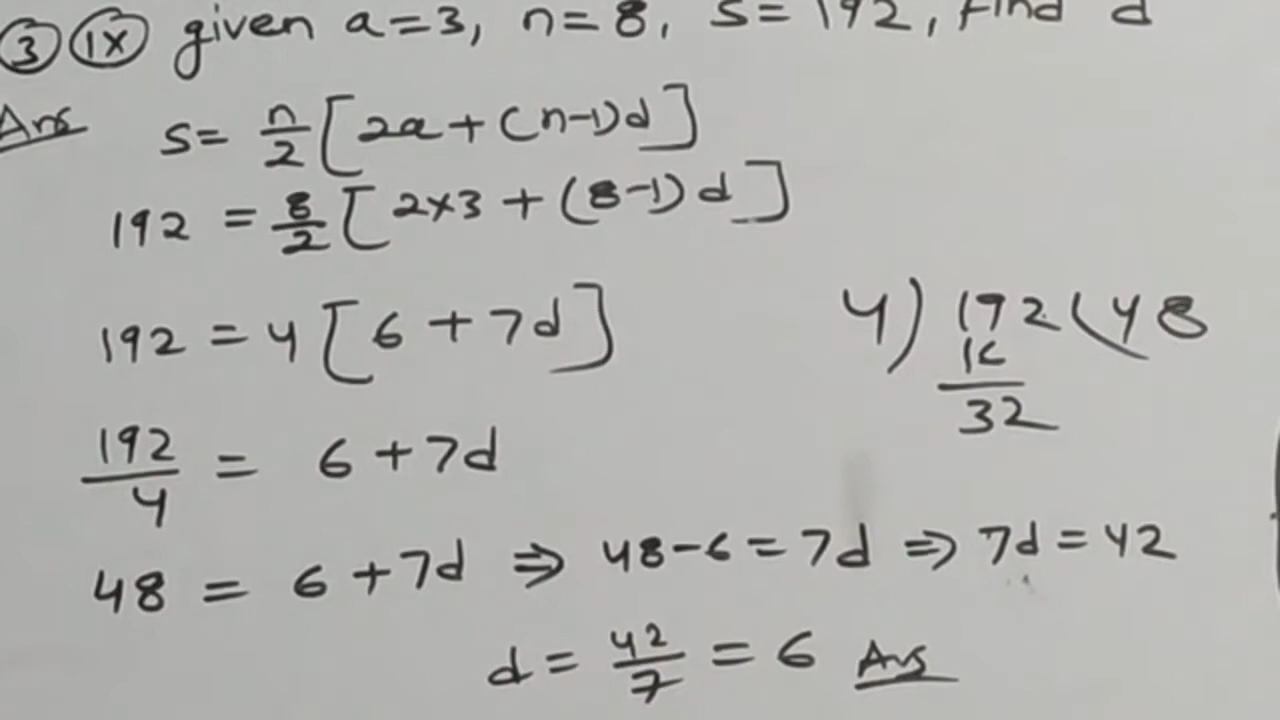 ③ ⓘⓧ given a=3, n=8, S=192, Find d
Ans S= n/2 [2a+(n-1)d]
192 = 8/2 [2×3+(8-1)d]
192 = 4[6+7d]
4)192(48
16
32
192/4 = 6+7d
48 = 6+7d ⇒ 48-6=7d ⇒ 7d=42
d = 42/7 = 6 Ans